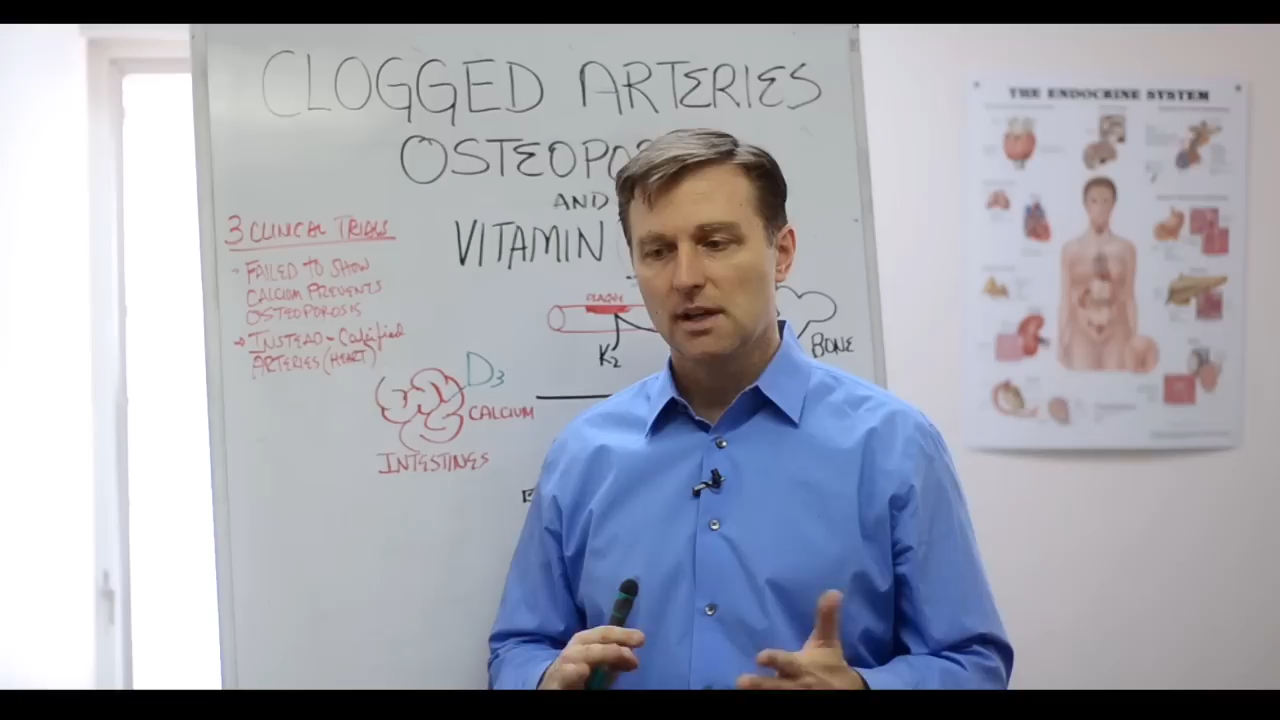 CLOGGED ARTERIES
OSTEOPO
AND
VITAMIN
3 CLINICAL TRIALS
FAILED TO SHOW
CALCIUM PREVENTS
OSTEOPOROSIS
INSTEAD - Calcified
ARTERIES (HEART)
PLAQUE
K2
BONE
D3
CALCIUM
INTESTINES
THE ENDOCRINE SYSTEM